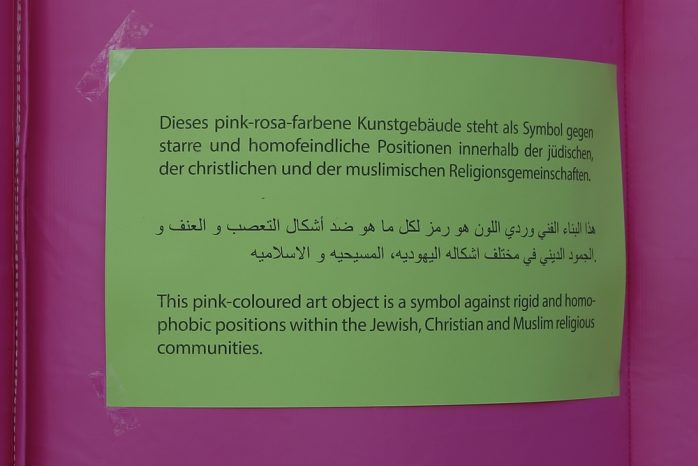 Dieses pink-rosa-farbene Kunstgebäude steht als Symbol gegen
starre und homofeindliche Positionen innerhalb der jüdischen,
der christlichen und der muslimischen Religionsgemeinschaften.
هذا البناء الفني وردي اللون هو رمز لكل ما هو ضد أشكال التعصب و العنف و
الجمود الديني في مختلف اشكاله اليهوديه، المسيحيه و الاسلاميه.
This pink-coloured art object is a symbol against rigid and homo-
phobic positions within the Jewish, Christian and Muslim religious
communities.